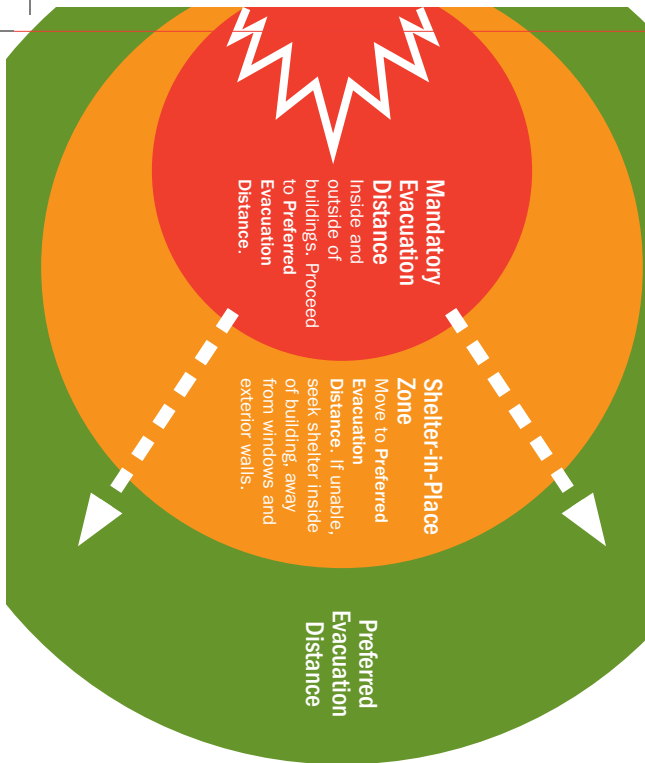 Mandatory
Evacuation
Distance
Inside and
outside of
buildings. Proceed
to Preferred
Evacuation
Distance.
Shelter-in-Place
Zone
Move to Preferred
Evacuation
Distance. If unable,
seek shelter inside
of building, away
from windows and
exterior walls.
Preferred
Evacuation
Distance